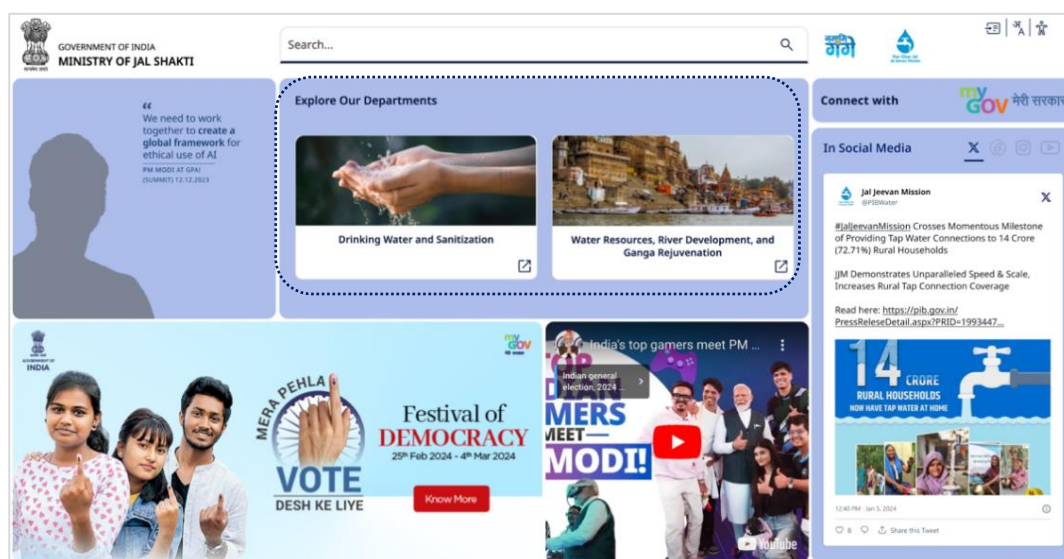 GOVERNMENT OF INDIA
MINISTRY OF JAL SHAKTI
Search...
नमामि
गंगे
“
We need to work
together to create a
global framework for
ethical use of AI
PM MODI AT GPAI
(SUMMIT) 12.12.2023
Explore Our Departments
Drinking Water and Sanitization
Water Resources, River Development, and
Ganga Rejuvenation
Connect with
my
GOV मेरी सरकार
In Social Media
Jal Jeevan Mission
@PIBWater
#JalJeevanMission Crosses Momentous Milestone
of Providing Tap Water Connections to 14 Crore
(72.71%) Rural Households
JJM Demonstrates Unparalleled Speed & Scale,
Increases Rural Tap Connection Coverage
Read here: https://pib.gov.in/
PressReleseDetail.aspx?PRID=1993447...
14 CRORE
RURAL HOUSEHOLDS
NOW HAVE TAP WATER AT HOME
12:40 PM · Jan 5, 2024
8 Share this Tweet
INDIA
my
GOV
MERA PEHLA
VOTE
DESH KE LIYE
Festival of
DEMOCRACY
25th Feb 2024 - 4th Mar 2024
Know More
India's top gamers meet PM ...
Indian general
election, 2024 ...
TOP
DIAN
MERS
MEET—
MODI!
YouTube